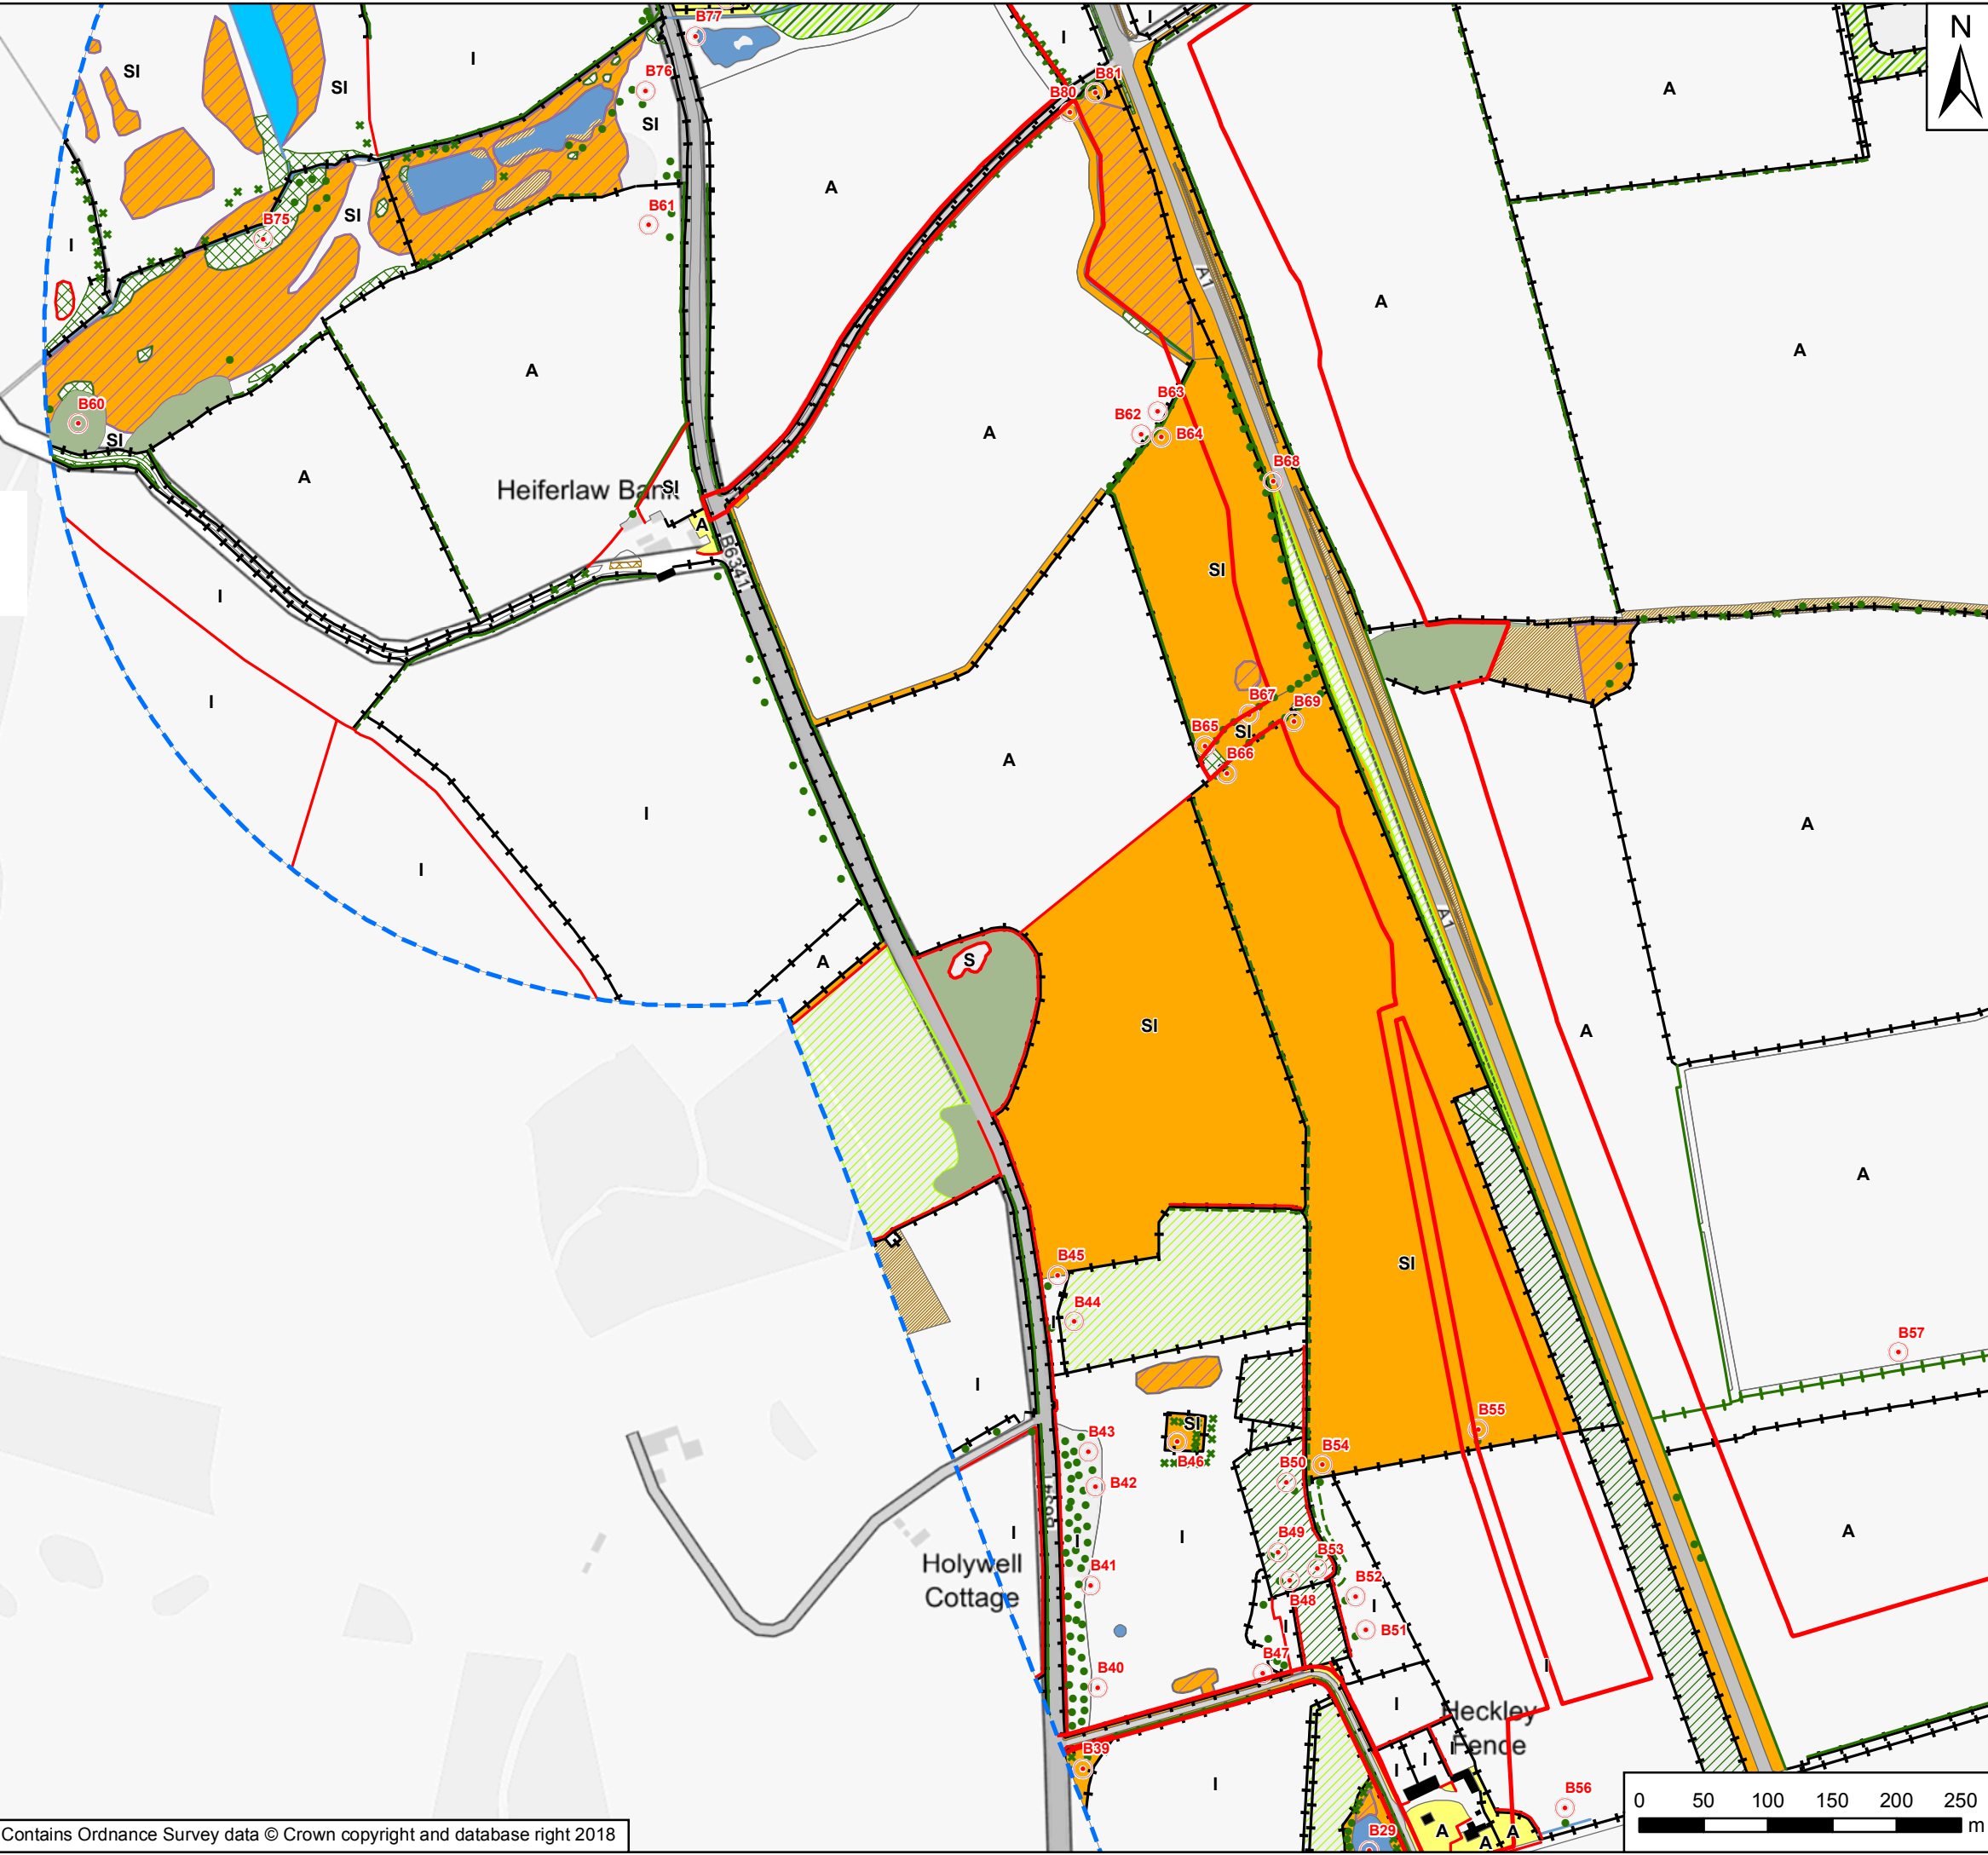 B77
I
I
N
SI
I
B76
B81
SI
B80
A
SI
A
B61
SI
B75
I
A1
A
A
A
B63
B60
B62
B64
A
SI
B68
A
Heiferlaw Bank
SI
A
B6341
SI
I
B67
B69
I
B65
SI
B66
A
I
A
I
A1
A
S
SI
A
A
B45
SI
B44
I
B57
I
SI
B55
B43
B46
B54
B50
B42
I
I
I
A
B49
Holywell
Cottage
B53
B41
B52
B48
I
I
B51
B47
B40
I
I
Heckley
Fence
B39
I
I
I
B56
0 50 100 150 200 250
m
B29
A
A
A
Contains Ordnance Survey data © Crown copyright and database right 2018